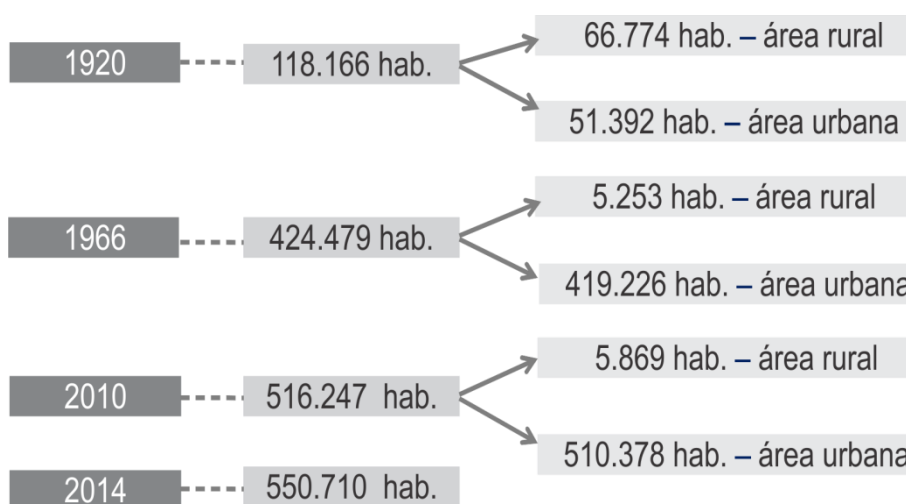 1920
118.166 hab.
66.774 hab. – área rural
51.392 hab. – área urbana
1966
424.479 hab.
5.253 hab. – área rural
419.226 hab. – área urbana
2010
516.247 hab.
5.869 hab. – área rural
510.378 hab. – área urbana
2014
550.710 hab.